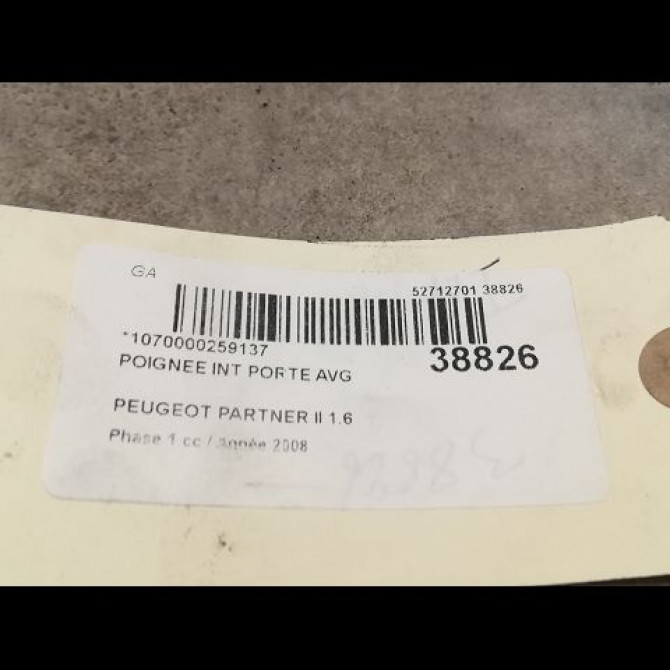 GA
52712701 38826
*1070000259137
38826
POIGNEE INT PORTE AVG
PEUGEOT PARTNER II 1.6
Phase 1 cc / année 2008
38826